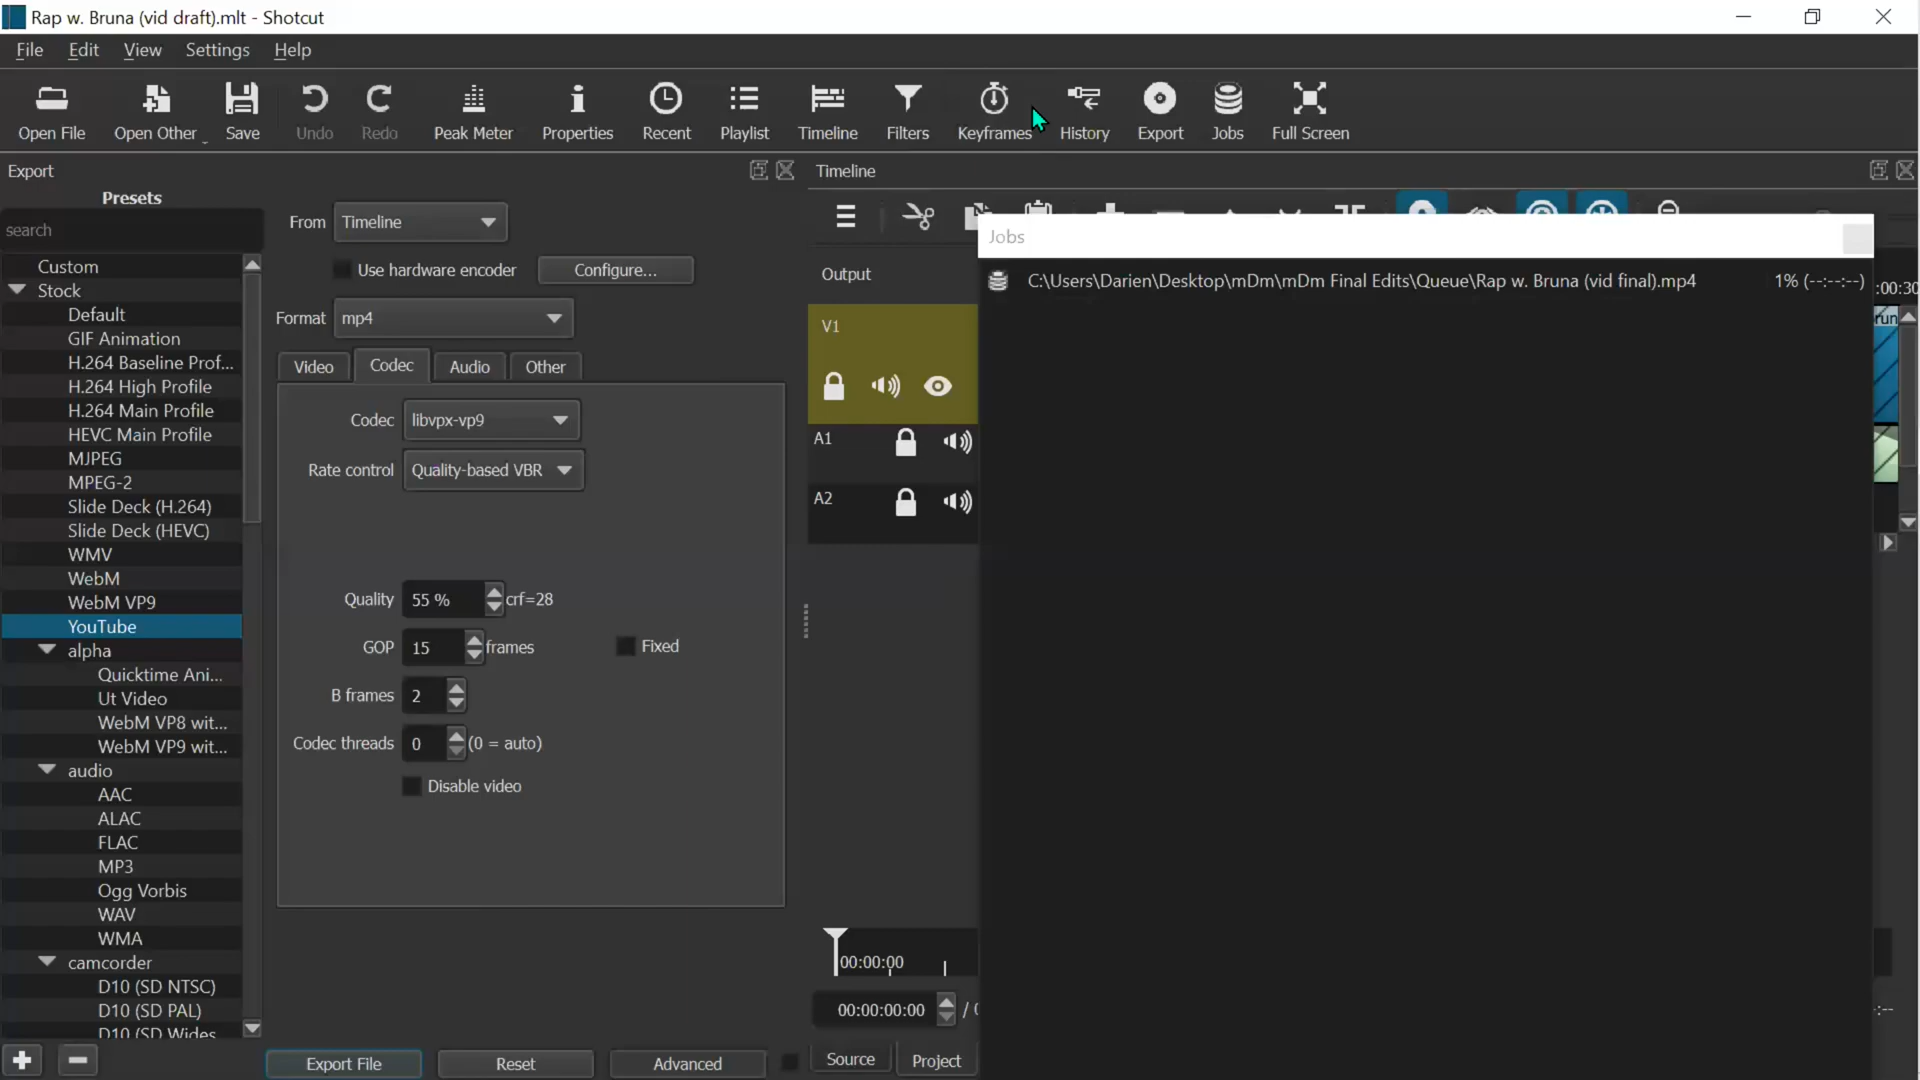 Rap w. Bruna (vid draft).mlt - Shotcut
File Edit View Settings Help
Open File Open Other Save Undo Redo Peak Meter Properties Recent Playlist Timeline Filters Keyframes History Export Jobs Full Screen
Export
Presets
search
Custom
Stock
Default
GIF Animation
H.264 Baseline Prof...
H.264 High Profile
H.264 Main Profile
HEVC Main Profile
MJPEG
MPEG-2
Slide Deck (H.264)
Slide Deck (HEVC)
WMV
WebM
WebM VP9
YouTube
alpha
Quicktime Ani...
Ut Video
WebM VP8 wit...
WebM VP9 wit...
audio
AAC
ALAC
FLAC
MP3
Ogg Vorbis
WAV
WMA
camcorder
D10 (SD NTSC)
D10 (SD PAL)
D10 (SD Wides
From Timeline
Use hardware encoder Configure...
Format mp4
Video Codec Audio Other
Codec libvpx-vp9
Rate control Quality-based VBR
Quality 55 % crf=28
GOP 15 frames Fixed
B frames 2
Codec threads 0 (0 = auto)
Disable video
Export File Reset Advanced
Timeline
Output
V1
A1
A2
:00:30
run
00:00:00
00:00:00:00 /
:--
Source Project
Jobs
C:\Users\Darien\Desktop\mDm\mDm Final Edits\Queue\Rap w. Bruna (vid final).mp4 1% (--:--:--)